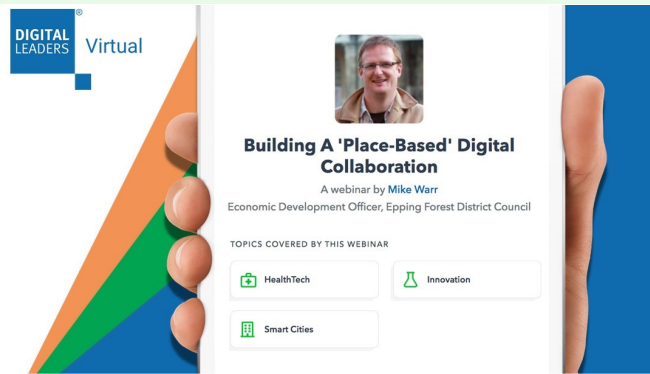 DIGITAL
LEADERS
®
Virtual
Building A 'Place-Based' Digital
Collaboration
A webinar by Mike Warr
Economic Development Officer, Epping Forest District Council
TOPICS COVERED BY THIS WEBINAR
HealthTech
Innovation
Smart Cities